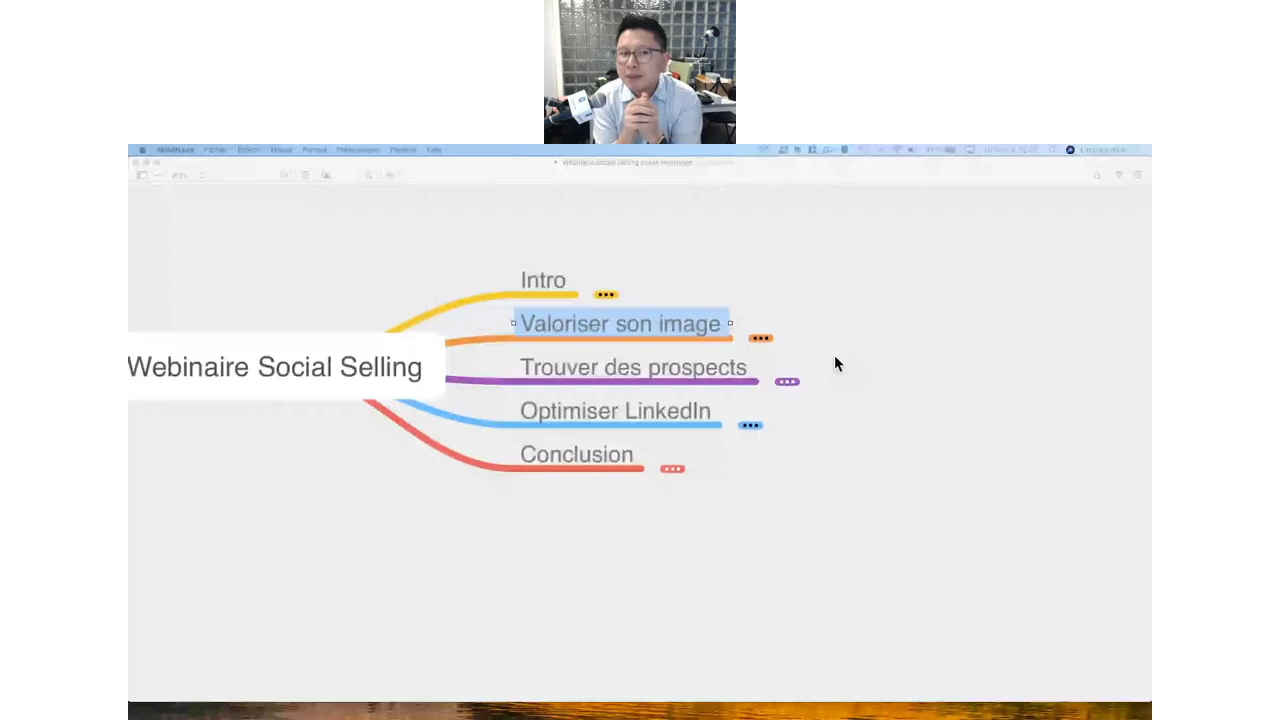 Intro
Valoriser son image
Webinaire Social Selling
Trouver des prospects
Optimiser LinkedIn
Conclusion